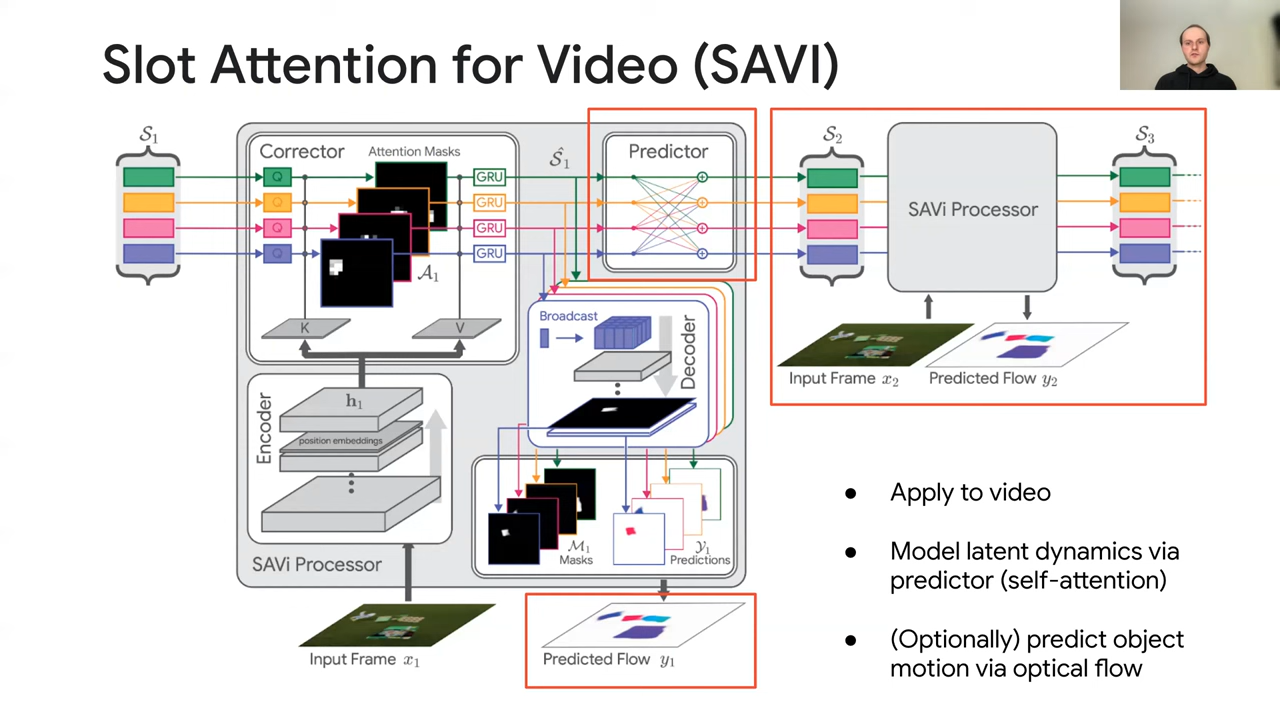 Slot Attention for Video (SAVI)
S₁
Corrector
Attention Masks
Q
Q
Q
Q
GRU
GRU
GRU
GRU
A₁
K
V
Ŝ₁
Predictor
S₂
SAVi Processor
S₃
Input Frame x₂
Predicted Flow y₂
Encoder
h₁
position embeddings
SAVi Processor
Broadcast
Decoder
M₁
Masks
Y₁
Predictions
Input Frame x₁
Predicted Flow y₁
● Apply to video
● Model latent dynamics via
predictor (self-attention)
● (Optionally) predict object
motion via optical flow